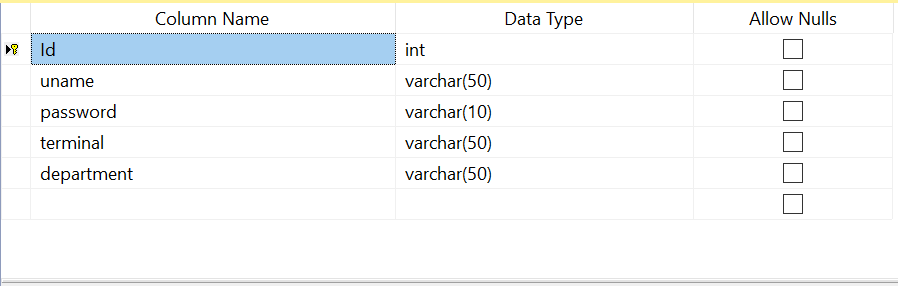 Column Name Data Type Allow Nulls
Id int
uname varchar(50)
password varchar(10)
terminal varchar(50)
department varchar(50)